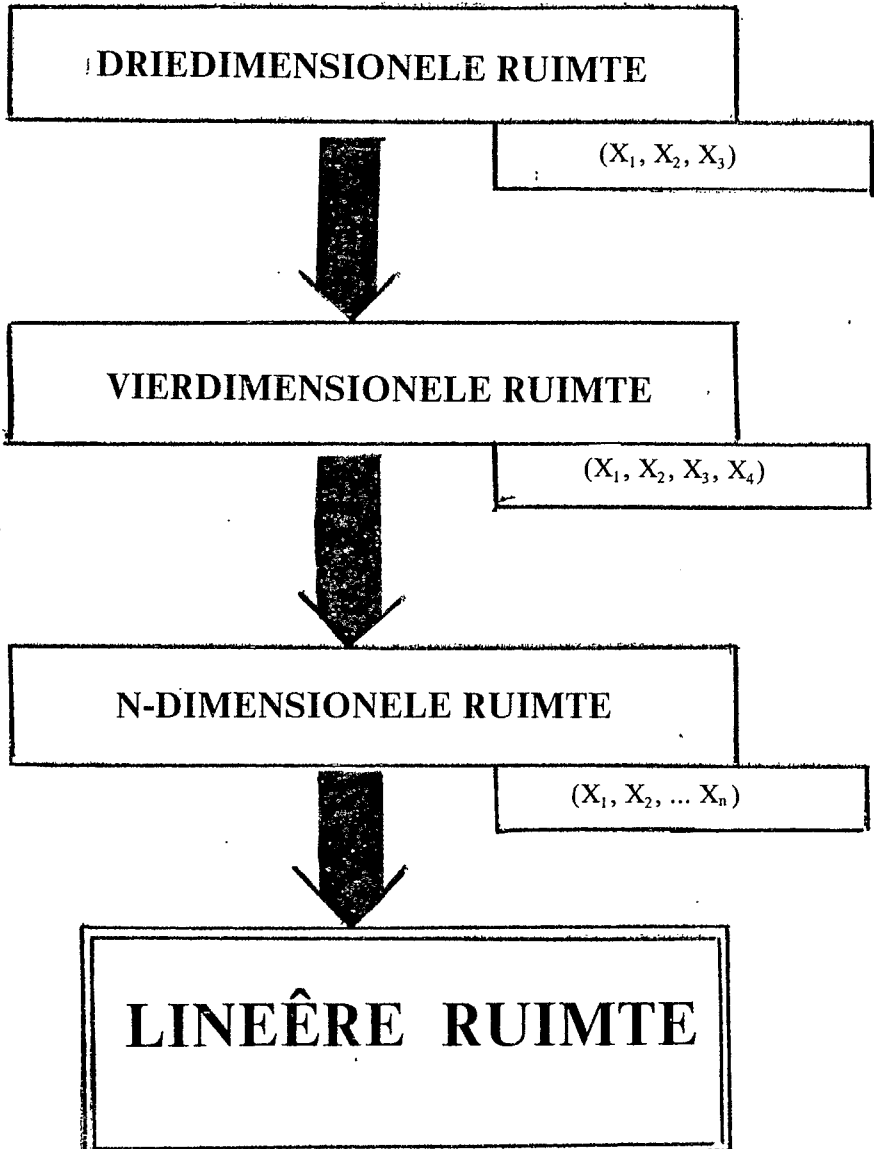 DRIEDIMENSIONELE RUIMTE
(X₁, X₂, X₃)
VIERDIMENSIONELE RUIMTE
(X₁, X₂, X₃, X₄)
N-DIMENSIONELE RUIMTE
(X₁, X₂, ... Xₙ)
LINEÊRE RUIMTE